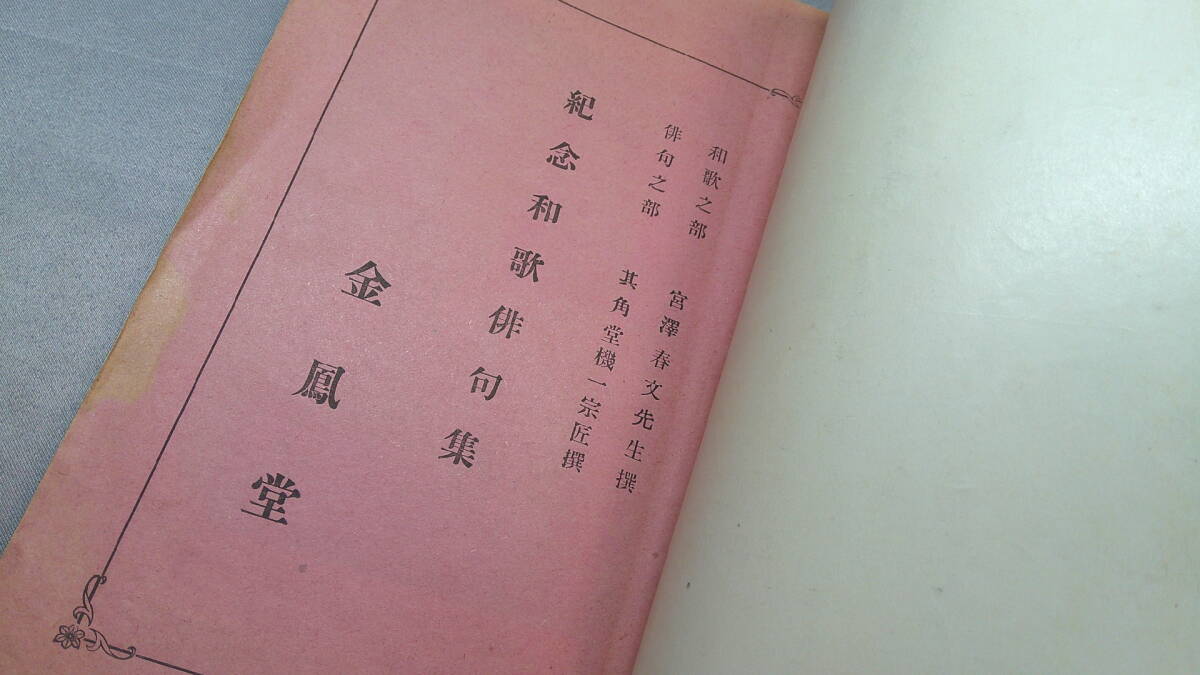 和歌之部 宮澤春文先生撰
俳句之部 其角堂機一宗匠撰
紀念和歌俳句集
金鳳堂